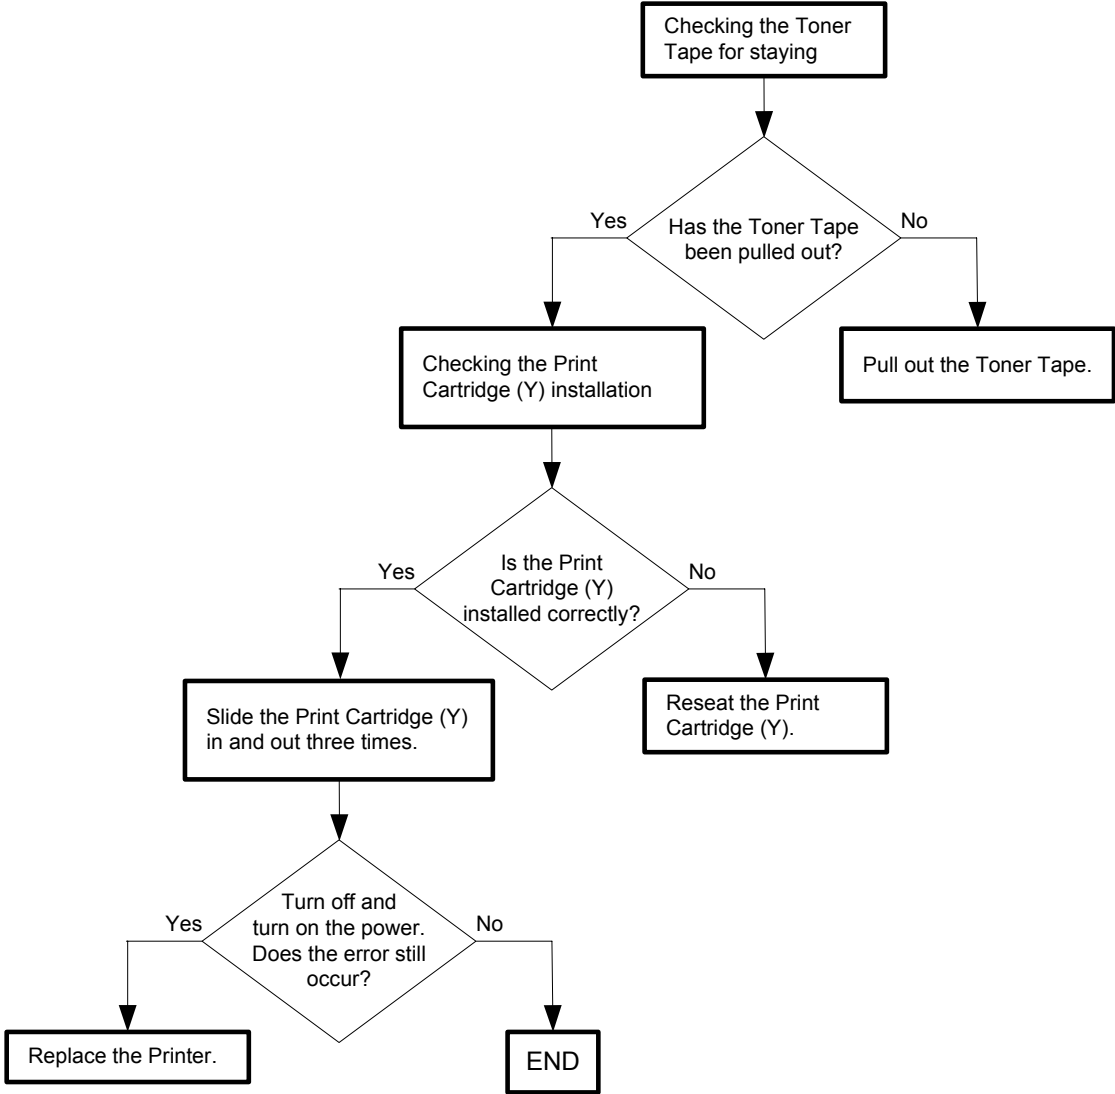 Checking the Toner
Tape for staying
Yes
Has the Toner Tape
been pulled out?
No
Checking the Print
Cartridge (Y) installation
Pull out the Toner Tape.
Yes
Is the Print
Cartridge (Y)
installed correctly?
No
Slide the Print Cartridge (Y)
in and out three times.
Reseat the Print
Cartridge (Y).
Yes
Turn off and
turn on the power.
Does the error still
occur?
No
Replace the Printer.
END